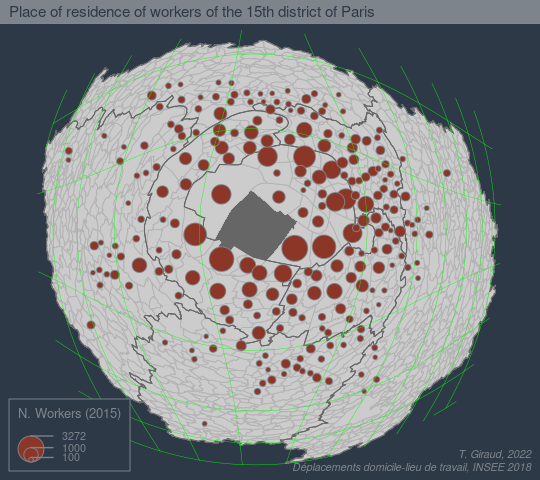 Place of residence of workers of the 15th district of Paris
N. Workers (2015)
3272
1000
100
T. Giraud, 2022
Déplacements domicile-lieu de travail, INSEE 2018